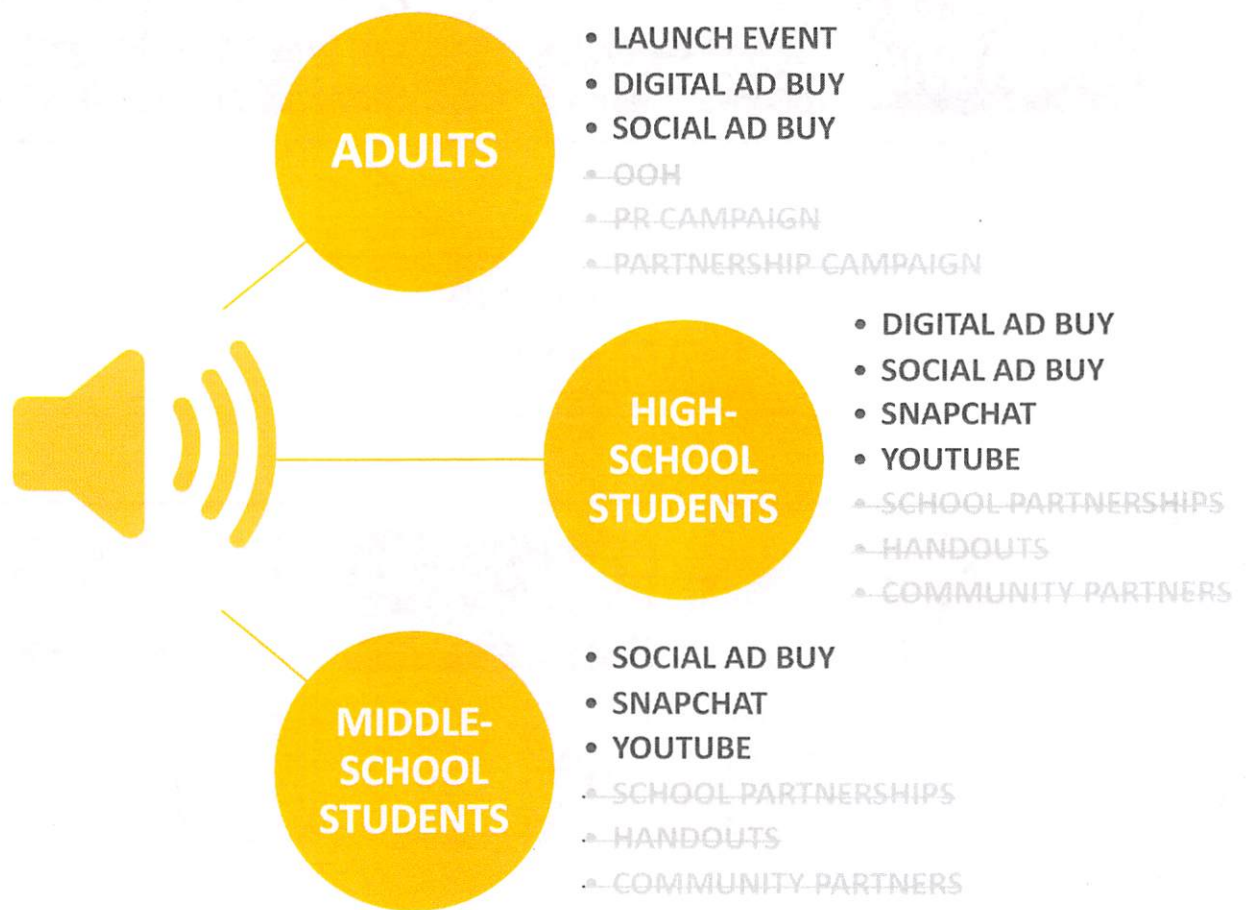 ADULTS
• LAUNCH EVENT
• DIGITAL AD BUY
• SOCIAL AD BUY
• OOH
• PR CAMPAIGN
• PARTNERSHIP CAMPAIGN
HIGH-
SCHOOL
STUDENTS
• DIGITAL AD BUY
• SOCIAL AD BUY
• SNAPCHAT
• YOUTUBE
• SCHOOL PARTNERSHIPS
• HANDOUTS
• COMMUNITY PARTNERS
MIDDLE-
SCHOOL
STUDENTS
• SOCIAL AD BUY
• SNAPCHAT
• YOUTUBE
• SCHOOL PARTNERSHIPS
• HANDOUTS
• COMMUNITY PARTNERS